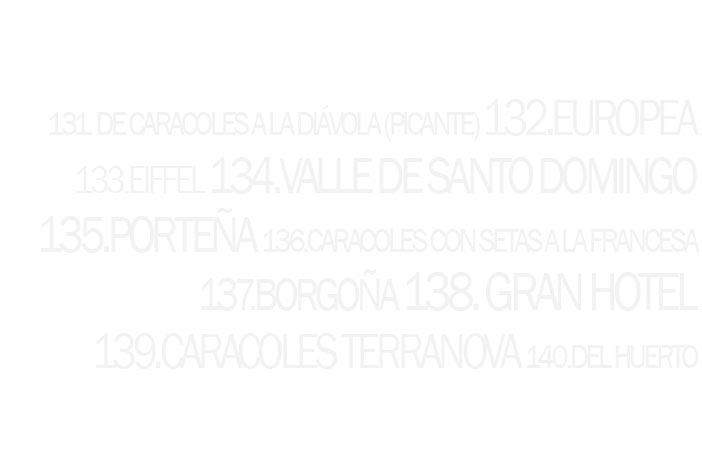 131. DE CARACOLES A LA DIÁVOLA (PICANTE) 132.EUROPEA
133.EIFFEL 134.VALLE DE SANTO DOMINGO
135.PORTEÑA 136.CARACOLES CON SETAS A LA FRANCESA
137.BORGOÑA 138. GRAN HOTEL
139.CARACOLES TERRANOVA 140.DEL HUERTO